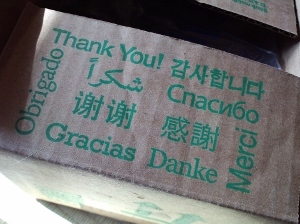 Obrigado
Thank You! 감사합니다
شكراً Спасибо
谢谢 感謝
Gracias Danke
Merci